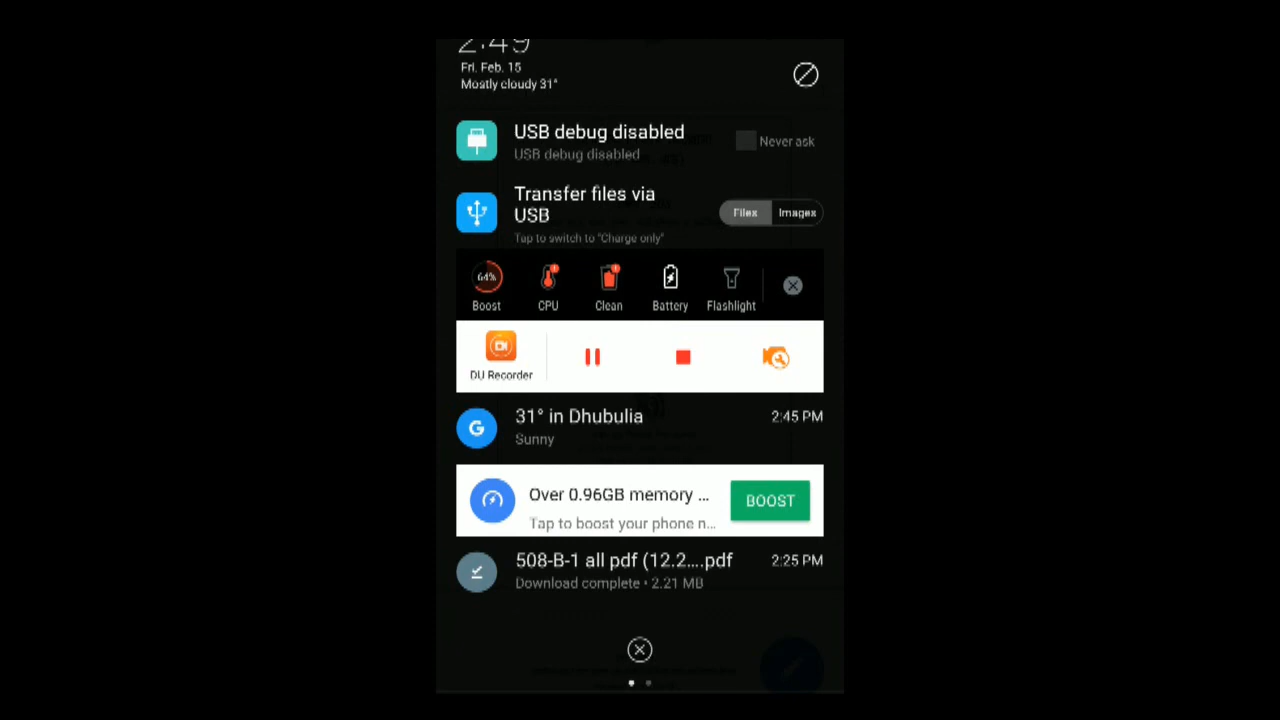 2:49
Fri, Feb. 15
Mostly cloudy 31°
USB debug disabled
USB debug disabled
Never ask
Transfer files via
USB
Files Images
Tap to switch to "Charge only"
64%
Boost CPU Clean Battery Flashlight
DU Recorder
31° in Dhubulia
2:45 PM
Sunny
Over 0.96GB memory ...
Tap to boost your phone n...
BOOST
508-B-1 all pdf (12.2....pdf
2:25 PM
Download complete • 2.21 MB